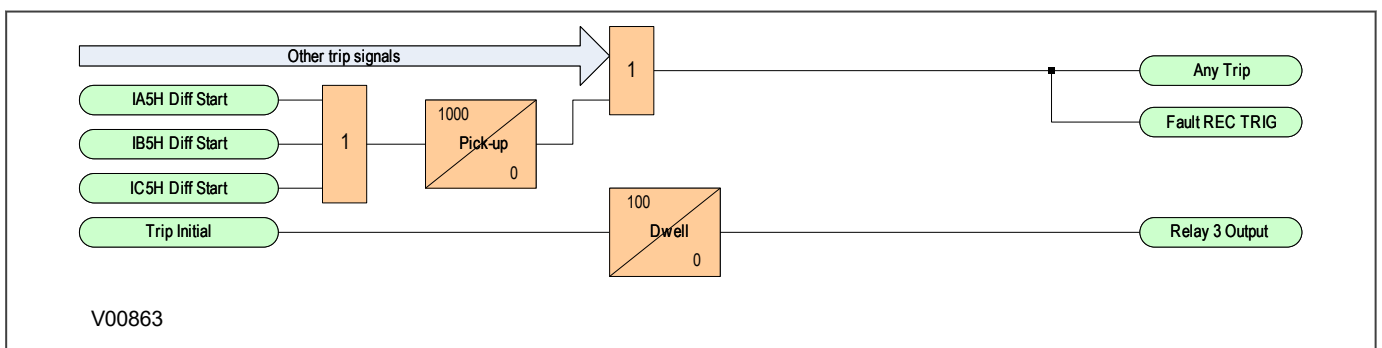 Other trip signals
1
Any Trip
IA5H Diff Start
1000
Fault REC TRIG
IB5H Diff Start
1
Pick-up
0
IC5H Diff Start
100
Trip Initial
Dwell
Relay 3 Output
0
V00863